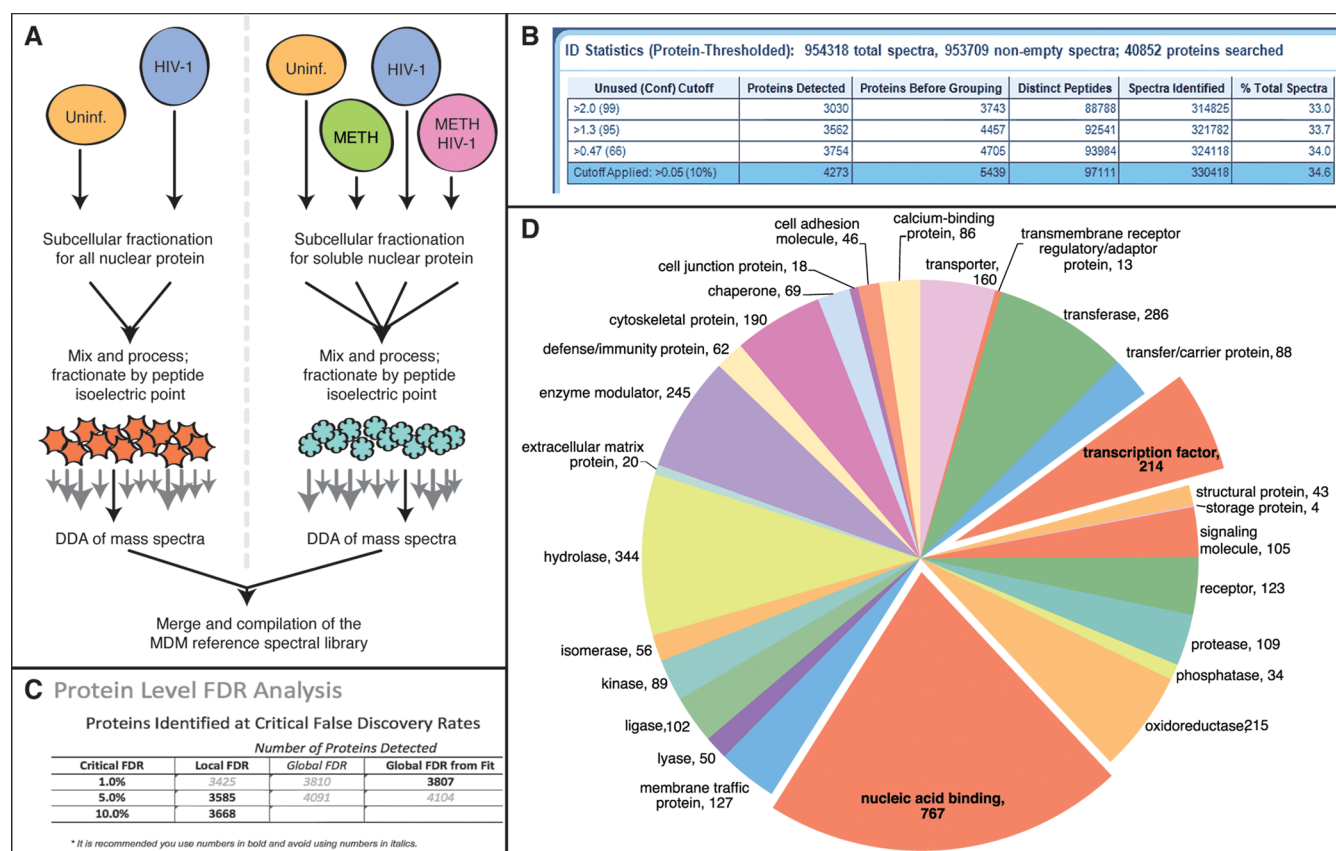 A
HIV-1
Uninf.
Uninf.
HIV-1
METH
METH
HIV-1
Subcellular fractionation
for all nuclear protein
Subcellular fractionation
for soluble nuclear protein
Mix and process;
fractionate by peptide
isoelectric point
Mix and process;
fractionate by peptide
isoelectric point
DDA of mass spectra
DDA of mass spectra
Merge and compilation of the
MDM reference spectral library
B
ID Statistics (Protein-Thresholded): 954318 total spectra, 953709 non-empty spectra; 40852 proteins searched
Unused (Conf) Cutoff Proteins Detected Proteins Before Grouping Distinct Peptides Spectra Identified % Total Spectra
>2.0 (99) 3030 3743 88788 314825 33.0
>1.3 (95) 3562 4457 92541 321782 33.7
>0.47 (66) 3754 4705 93984 324118 34.0
Cutoff Applied: >0.05 (10%) 4273 5439 97111 330418 34.6
C Protein Level FDR Analysis
Proteins Identified at Critical False Discovery Rates
Number of Proteins Detected
Critical FDR Local FDR Global FDR Global FDR from Fit
1.0% 3425 3810 3807
5.0% 3585 4091 4104
10.0% 3668
* It is recommended you use numbers in bold and avoid using numbers in italics.
D
calcium-binding
protein, 86
cell adhesion
molecule, 46
cell junction protein, 18
chaperone, 69
cytoskeletal protein, 190
defense/immunity protein, 62
enzyme modulator, 245
extracellular matrix
protein, 20
hydrolase, 344
isomerase, 56
kinase, 89
ligase,102
lyase, 50
membrane traffic
protein, 127
nucleic acid binding,
767
oxidoreductase215
phosphatase, 34
protease, 109
receptor, 123
signaling
molecule, 105
storage protein, 4
structural protein, 43
transcription factor,
214
transfer/carrier protein, 88
transferase, 286
transmembrane receptor
regulatory/adaptor
protein, 13
transporter,
160